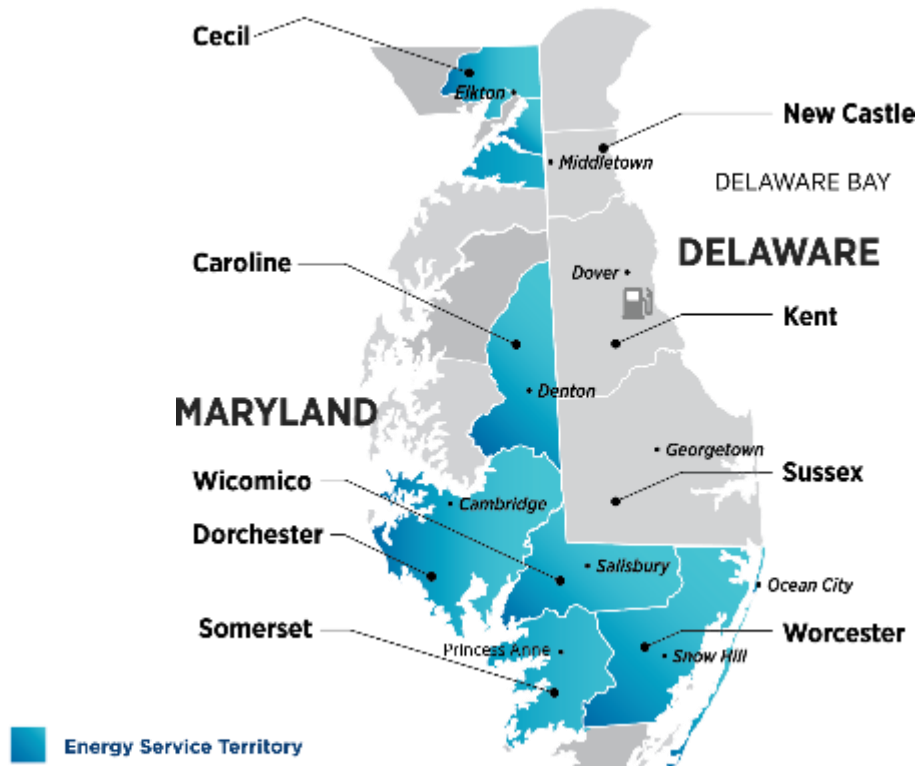 Cecil
Elkton
New Castle
Middletown
DELAWARE BAY
Caroline
DELAWARE
Dover
Kent
Denton
MARYLAND
Georgetown
Wicomico
Sussex
Cambridge
Dorchester
Salisbury
Ocean City
Somerset
Worcester
Princess Anne
Snow Hill
Energy Service Territory